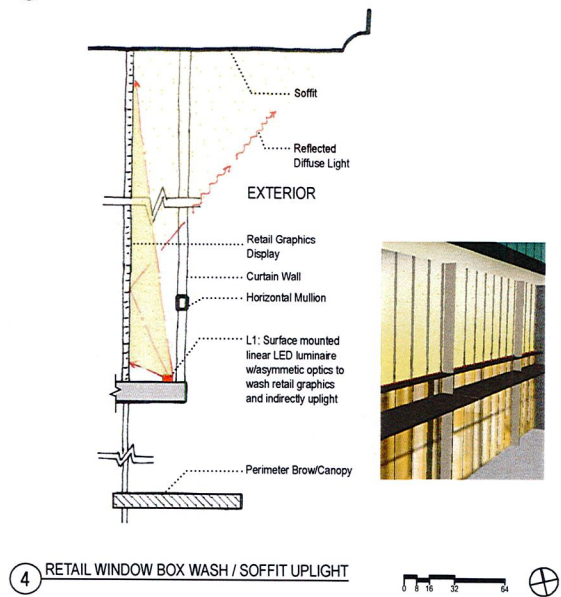 Soffit
Reflected
Diffuse Light
EXTERIOR
Retail Graphics
Display
Curtain Wall
Horizontal Mullion
L1: Surface mounted
linear LED luminaire
w/asymetric optics to
wash retail graphics
and indirectly uplight
Perimeter Brow/Canopy
4 RETAIL WINDOW BOX WASH / SOFFIT UPLIGHT
0 8 16 32 64